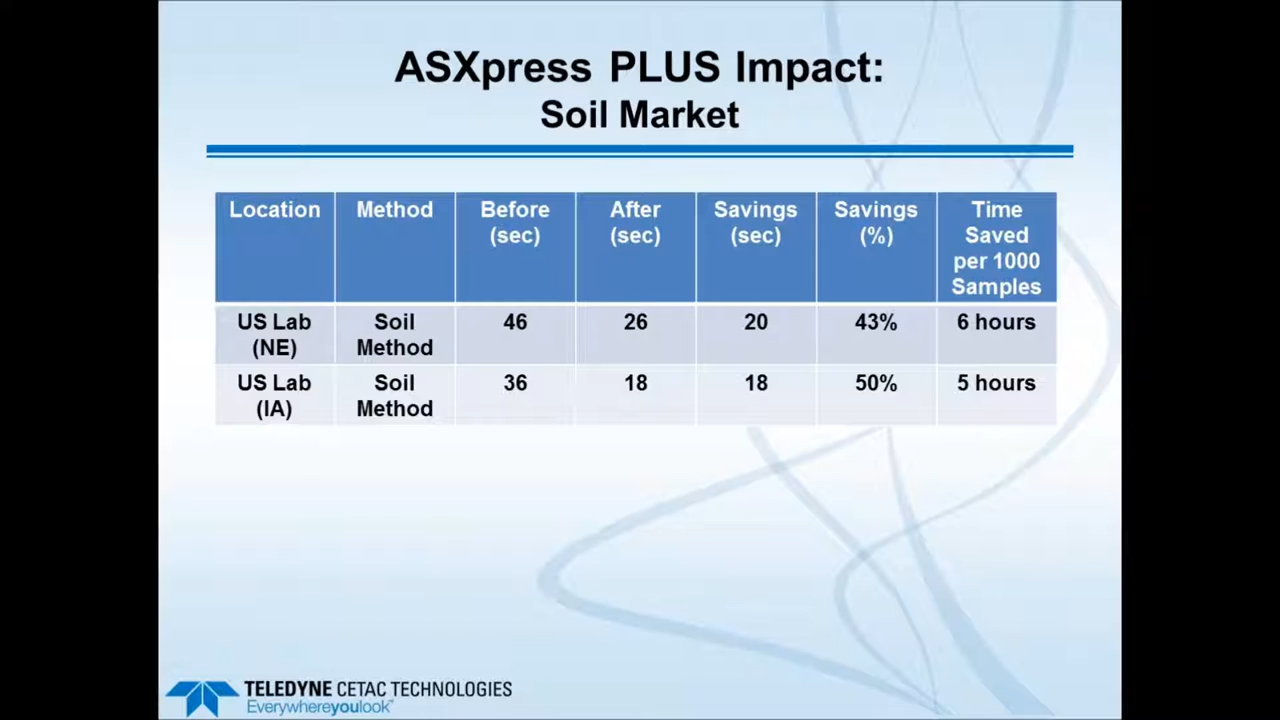 ASXpress PLUS Impact:
Soil Market
Location Method Before After Savings Savings Time
(sec) (sec) (sec) (%) Saved
per 1000
Samples
US Lab Soil 46 26 20 43% 6 hours
(NE) Method
US Lab Soil 36 18 18 50% 5 hours
(IA) Method
TELEDYNE CETAC TECHNOLOGIES
Everywhereyoulook™